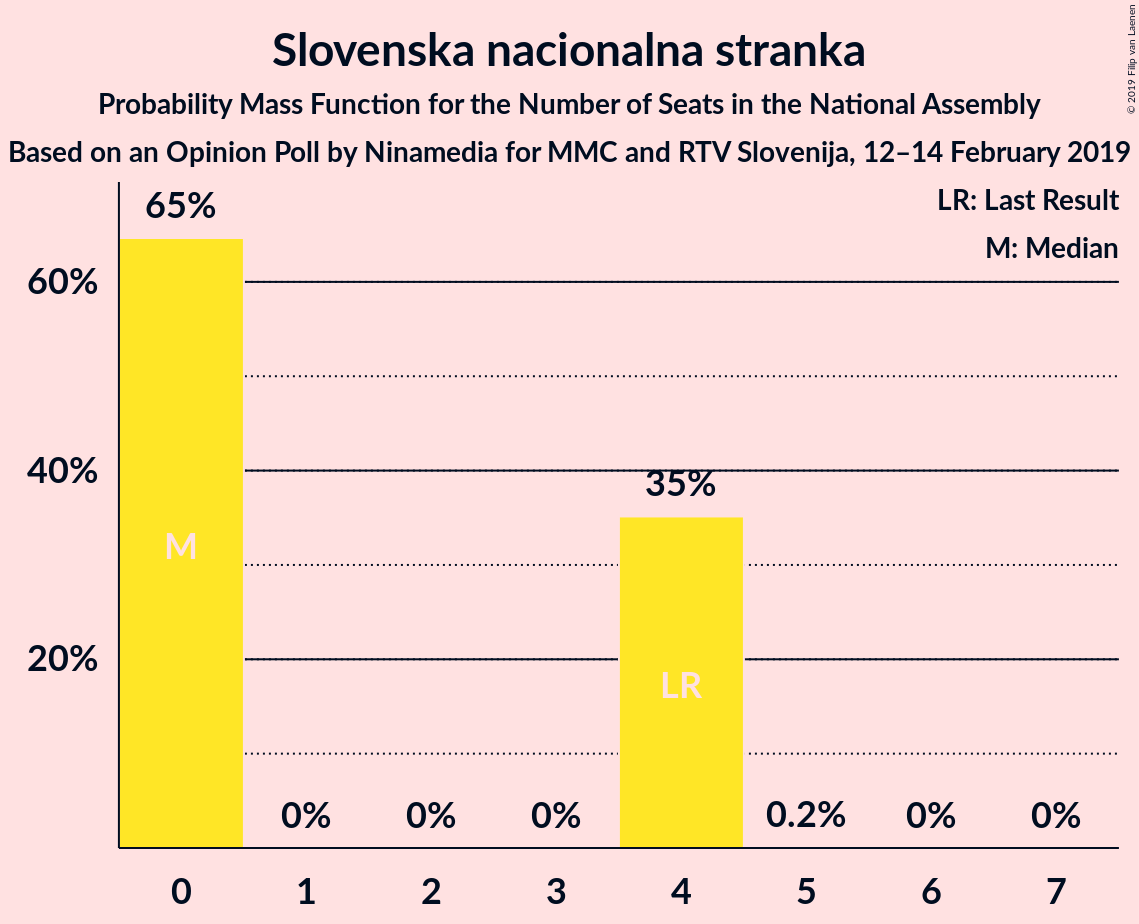 Slovenska nacionalna stranka
Probability Mass Function for the Number of Seats in the National Assembly
Based on an Opinion Poll by Ninamedia for MMC and RTV Slovenija, 12–14 February 2019
© 2019 Filip van Laenen
LR: Last Result
M: Median
65%
60%
40%
35%
M
20%
LR
0%
0%
0%
0.2%
0%
0%
0
1
2
3
4
5
6
7